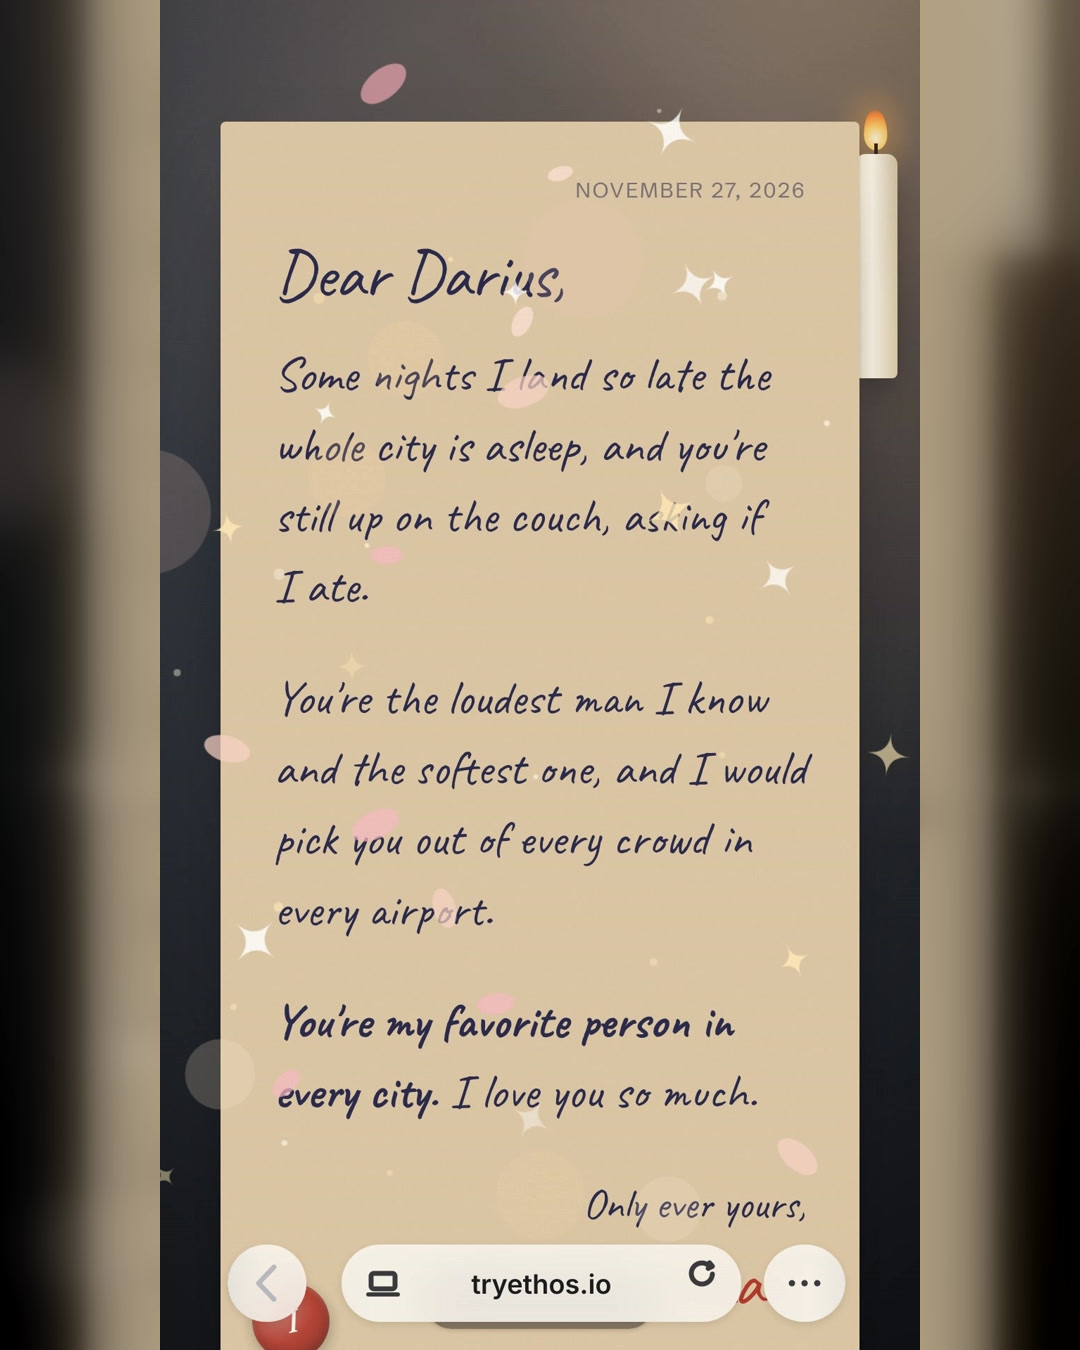 NOVEMBER 27, 2026
Dear Darius,
Some nights I land so late the
whole city is asleep, and you're
still up on the couch, asking if
I ate.
You're the loudest man I know
and the softest one, and I would
pick you out of every crowd in
every airport.
You're my favorite person in
every city. I love you so much.
Only ever yours,
tryethos.io